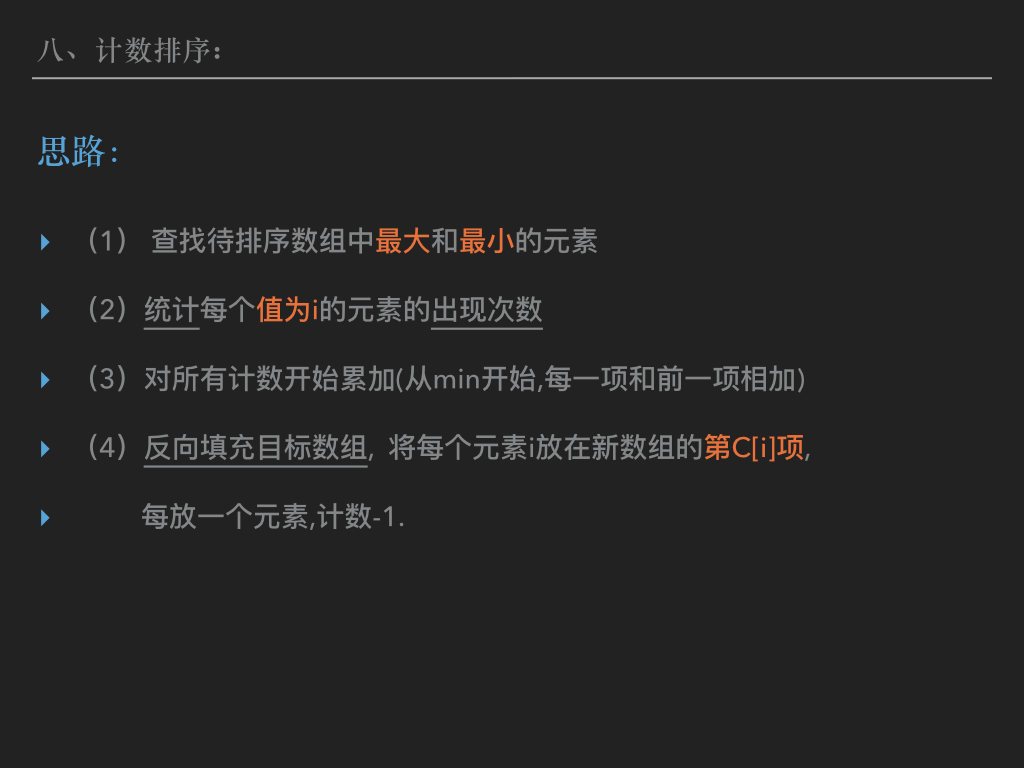 八、计数排序：
思路：
（1） 查找待排序数组中最大和最小的元素
（2）统计每个值为i的元素的出现次数
（3）对所有计数开始累加(从min开始,每一项和前一项相加)
（4）反向填充目标数组, 将每个元素i放在新数组的第C[i]项,
每放一个元素,计数-1.